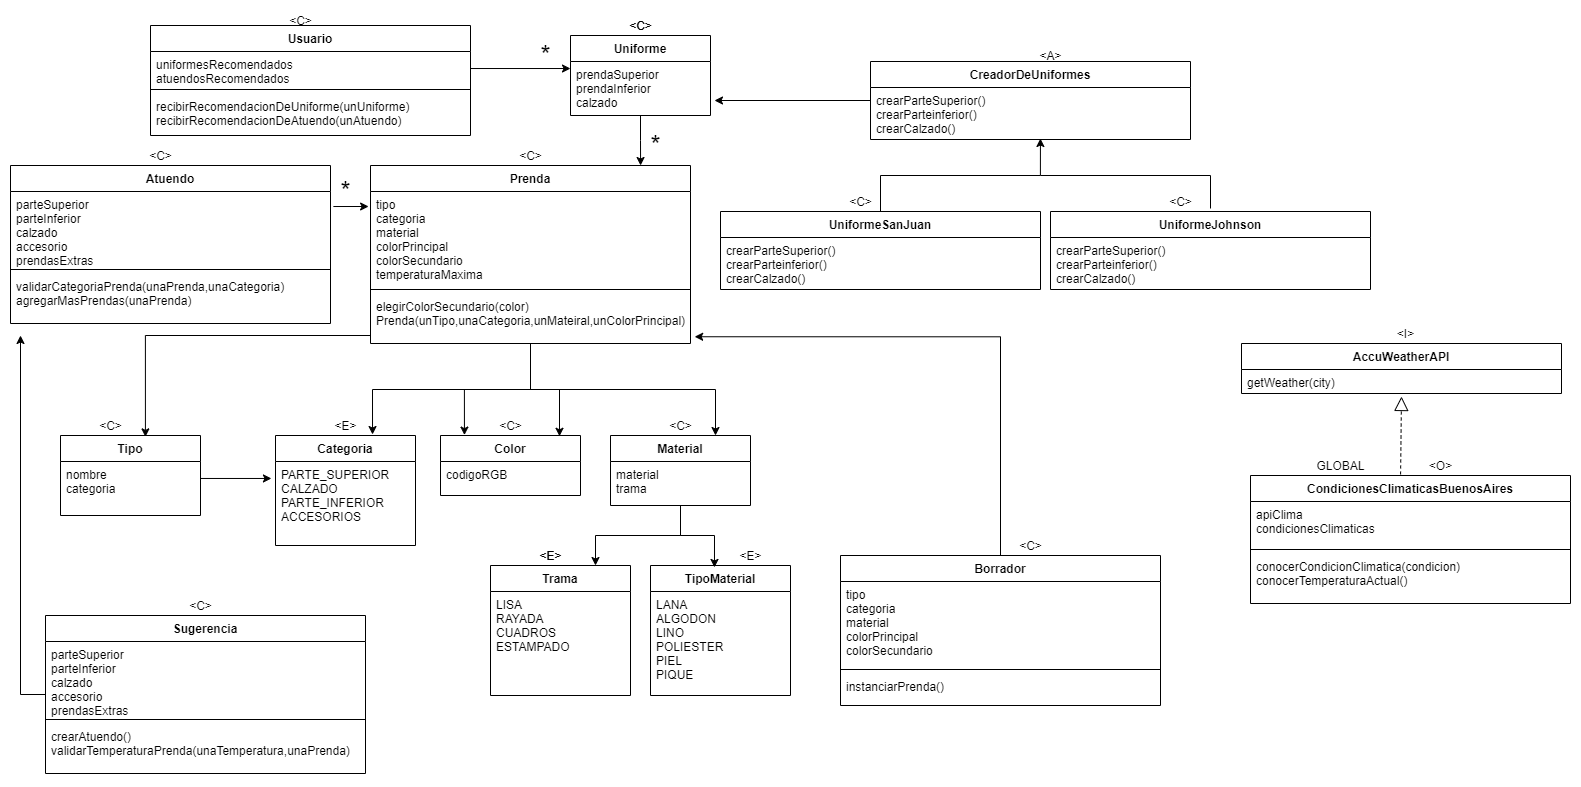 <C>
Usuario
uniformesRecomendados
atuendosRecomendados
recibirRecomendacionDeUniforme(unUniforme)
recibirRecomendacionDeAtuendo(unAtuendo)
*
<C>
Uniforme
prendaSuperior
prendaInferior
calzado
*
<A>
CreadorDeUniformes
crearParteSuperior()
crearParteinferior()
crearCalzado()
<C>
Atuendo
parteSuperior
parteInferior
calzado
accesorio
prendasExtras
validarCategoriaPrenda(unaPrenda,unaCategoria)
agregarMasPrendas(unaPrenda)
*
<C>
Prenda
tipo
categoria
material
colorPrincipal
colorSecundario
temperaturaMaxima
elegirColorSecundario(color)
Prenda(unTipo,unaCategoria,unMateiral,unColorPrincipal)
<C>
UniformeSanJuan
crearParteSuperior()
crearParteinferior()
crearCalzado()
<C>
UniformeJohnson
crearParteSuperior()
crearParteinferior()
crearCalzado()
<I>
AccuWeatherAPI
getWeather(city)
<C>
Tipo
nombre
categoria
<E>
Categoria
PARTE_SUPERIOR
CALZADO
PARTE_INFERIOR
ACCESORIOS
<C>
Color
codigoRGB
<C>
Material
material
trama
GLOBAL
<O>
CondicionesClimaticasBuenosAires
apiClima
condicionesClimaticas
conocerCondicionClimatica(condicion)
conocerTemperaturaActual()
<E>
Trama
LISA
RAYADA
CUADROS
ESTAMPADO
<E>
TipoMaterial
LANA
ALGODON
LINO
POLIESTER
PIEL
PIQUE
<C>
Borrador
tipo
categoria
material
colorPrincipal
colorSecundario
instanciarPrenda()
<C>
Sugerencia
parteSuperior
parteInferior
calzado
accesorio
prendasExtras
crearAtuendo()
validarTemperaturaPrenda(unaTemperatura,unaPrenda)